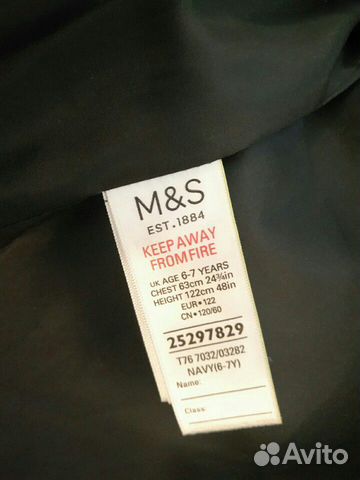 M&S
EST.1884
KEEP AWAY
FROM FIRE
UK AGE 6-7 YEARS
CHEST 63cm 24¾in
HEIGHT 122cm 48in
EUR•122
CN•120/60
25297829
T76 7032/03282
NAVY(6-7Y)
Name:
Class:
Avito